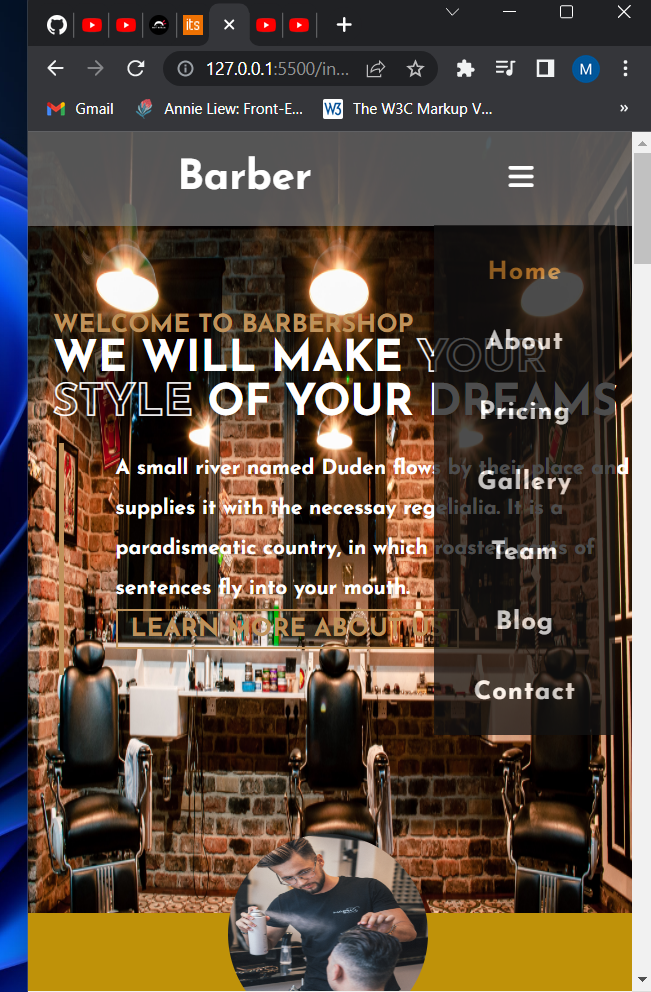 its
127.0.0.1:5500/in...
M
Gmail
Annie Liew: Front-E...
W3
The W3C Markup V...
»
Barber
Home
WELCOME TO BARBERSHOP
WE WILL MAKE YOUR
STYLE OF YOUR DREAMS
About
Pricing
Gallery
Team
Blog
Contact
A small river named Duden flows by their place and
supplies it with the necessay regelialia. It is a
paradismeatic country, in which roasted parts of
sentences fly into your mouth.
LEARN MORE ABOUT US